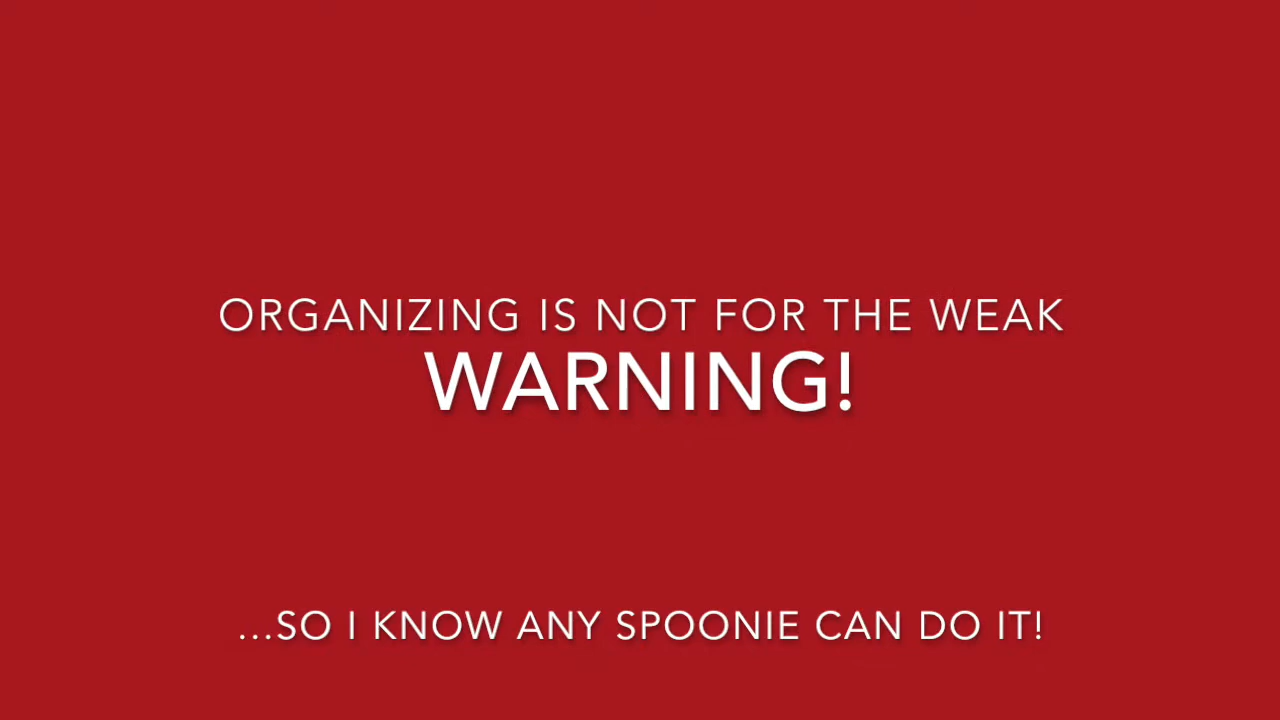 ORGANIZING IS NOT FOR THE WEAK
WARNING!
...SO I KNOW ANY SPOONIE CAN DO IT!